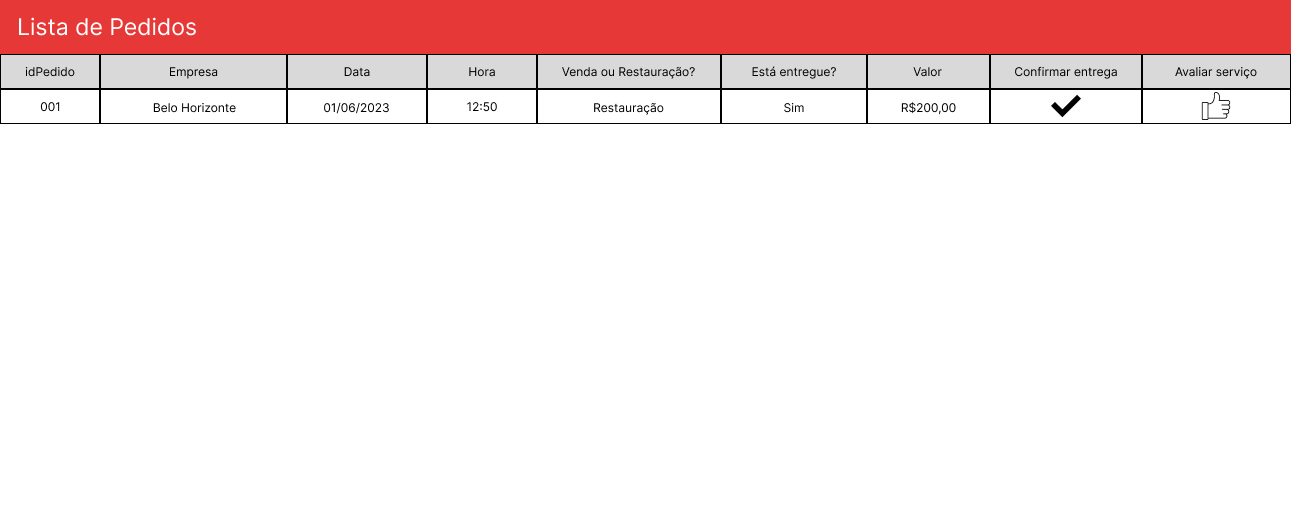 Lista de Pedidos
idPedido Empresa Data Hora Venda ou Restauração? Está entregue? Valor Confirmar entrega Avaliar serviço
001 Belo Horizonte 01/06/2023 12:50 Restauração Sim R$200,00